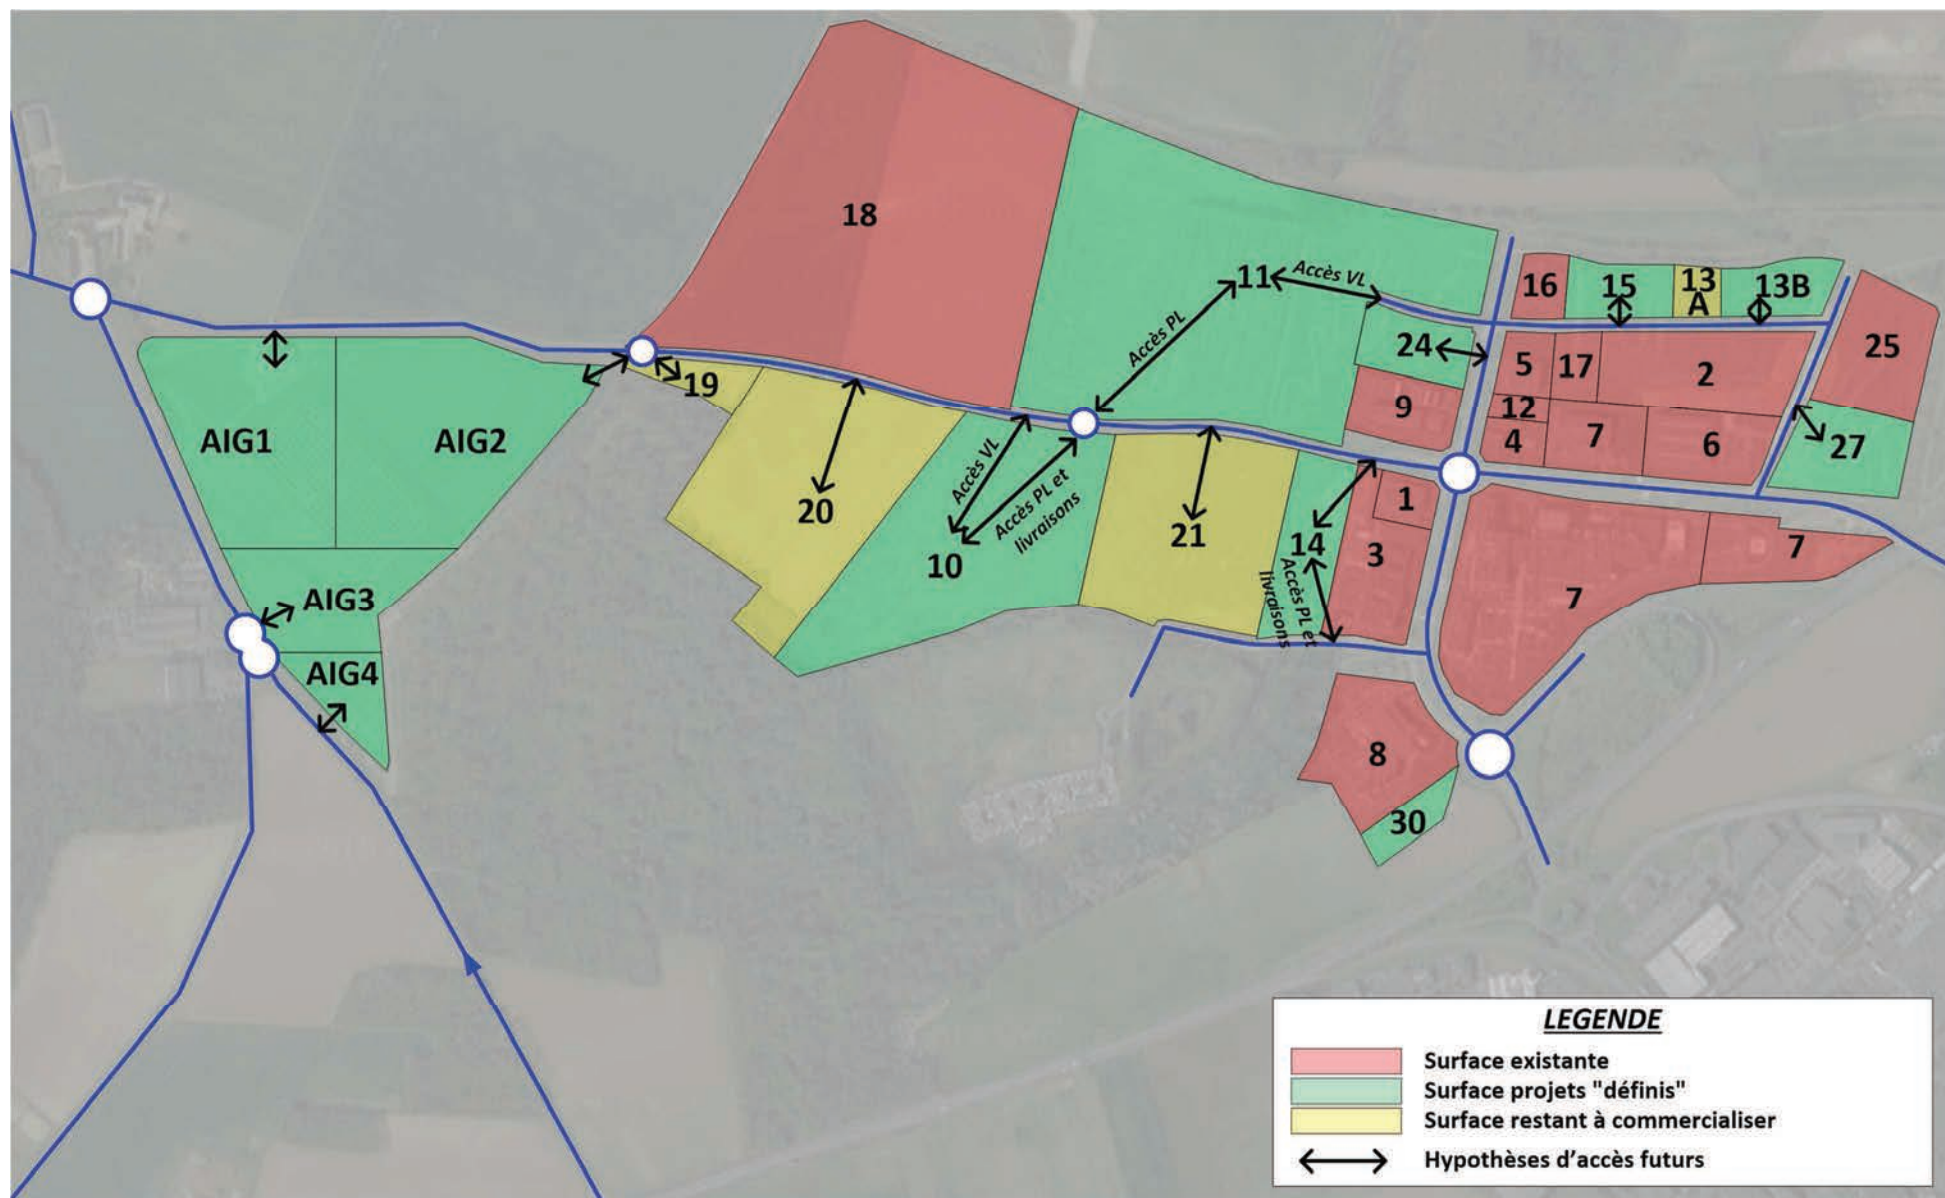 18
11
Accès VL
Accès PL
16
15
13
A
13B
25
24
5
17
2
19
9
12
4
7
6
27
AIG1
AIG2
20
Accès VL
Accès PL et
livraisons
10
21
14
Accès PL et
livraisons
1
3
7
7
AIG3
AIG4
8
30
LEGENDE
Surface existante
Surface projets "définis"
Surface restant à commercialiser
Hypothèses d’accès futurs